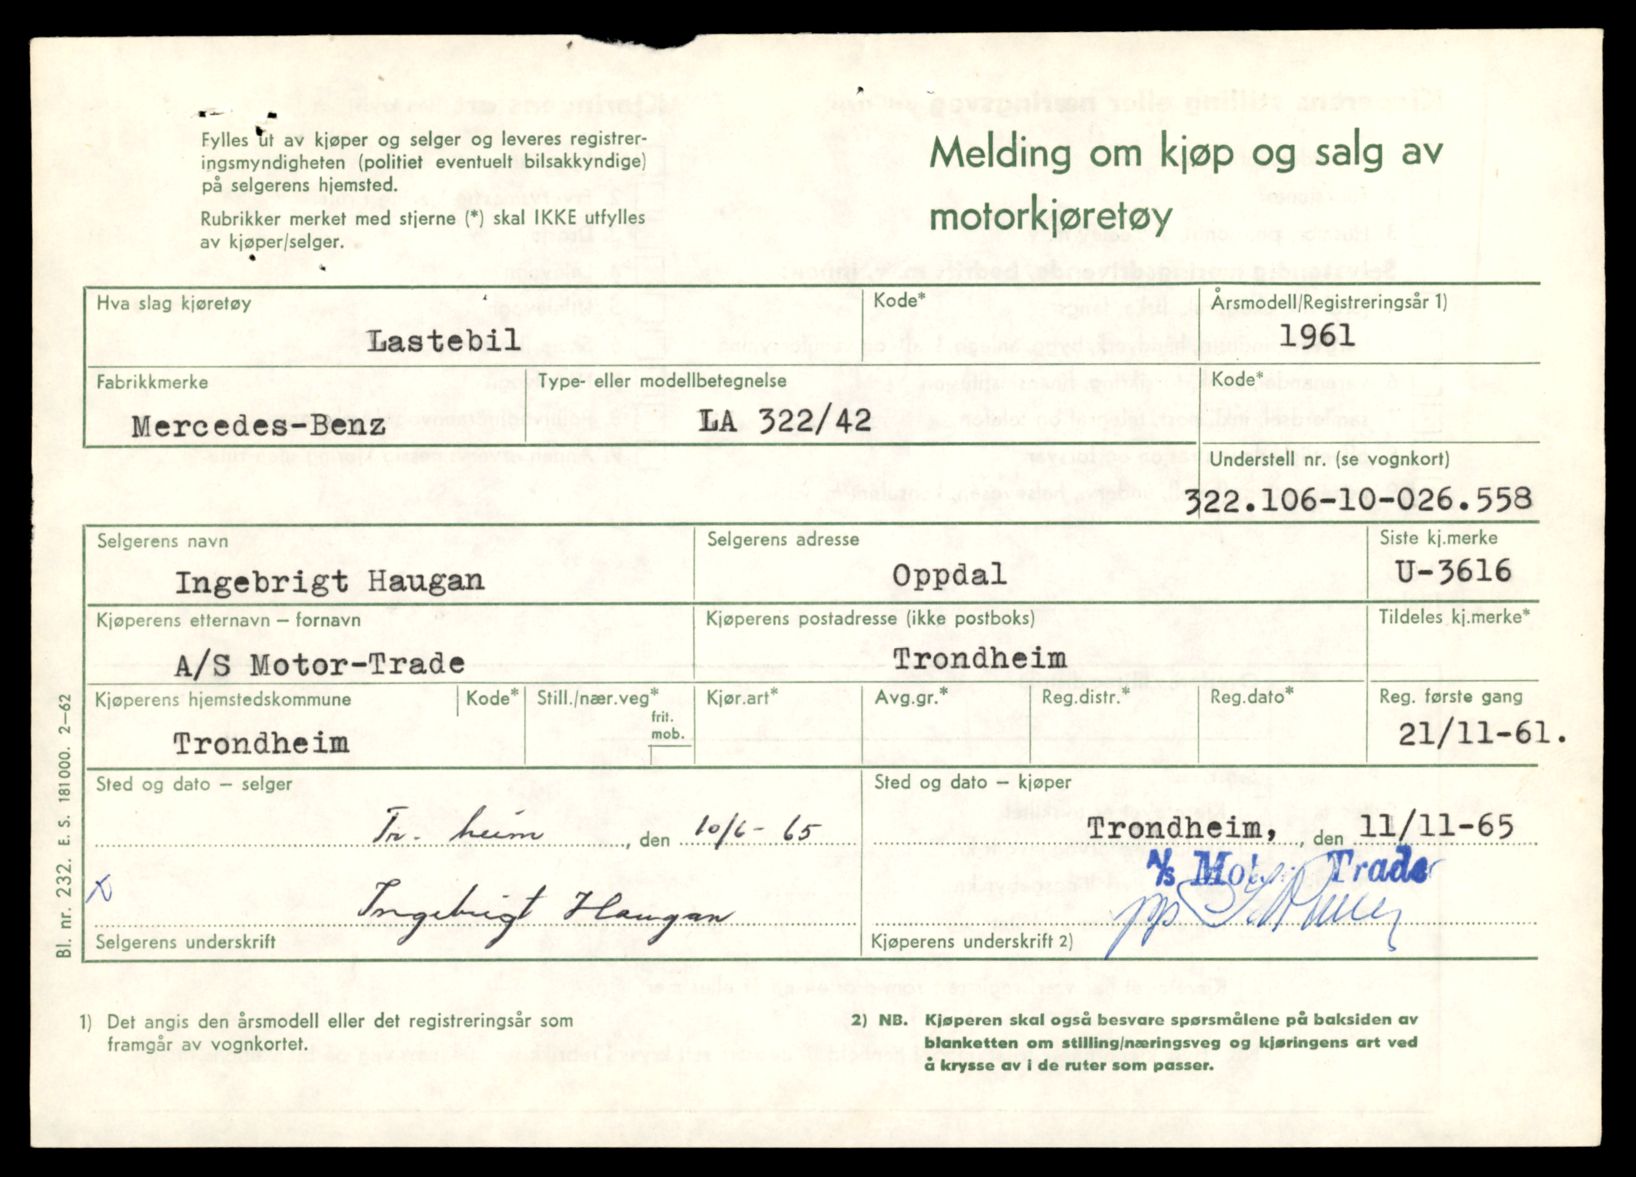 Fylles ut av kjøper og selger og leveres registrer-
ingsmyndigheten (politiet eventuelt bilsakkyndige)
på selgerens hjemsted.
Rubrikker merket med stjerne (*) skal IKKE utfylles
av kjøper/selger.
Melding om kjøp og salg av
motorkjøretøy
Hva slag kjøretøy
Lastebil
Kode*
Årsmodell/Registreringsår 1)
1961
Fabrikkmerke
Mercedes-Benz
Type- eller modellbetegnelse
LA 322/42
Kode*
Understell nr. (se vognkort)
322.106-10-026.558
Selgerens navn
Ingebrigt Haugan
Selgerens adresse
Oppdal
Siste kj.merke
U-3616
Kjøperens etternavn – fornavn
A/S Motor-Trade
Kjøperens postadresse (ikke postboks)
Trondheim
Tildeles kj.merke*
Kjøperens hjemstedskommune
Trondheim
Kode*
Still./nær.veg*
frit.
mob.
Kjør.art*
Avg.gr.*
Reg.distr.*
Reg.dato*
Reg. første gang
21/11-61.
Sted og dato – selger
Tr.heim, den 10/6-65
x
Ingebrigt Haugan
Selgerens underskrift
Sted og dato – kjøper
Trondheim, den 11/11-65
A/S Motor Trade
pp
Kjøperens underskrift 2)
Bl. nr. 232. E. S. 181000. 2–62
1) Det angis den årsmodell eller det registreringsår som
framgår av vognkortet.
2) NB. Kjøperen skal også besvare spørsmålene på baksiden av
blanketten om stilling/næringsveg og kjøringens art ved
å krysse av i de ruter som passer.